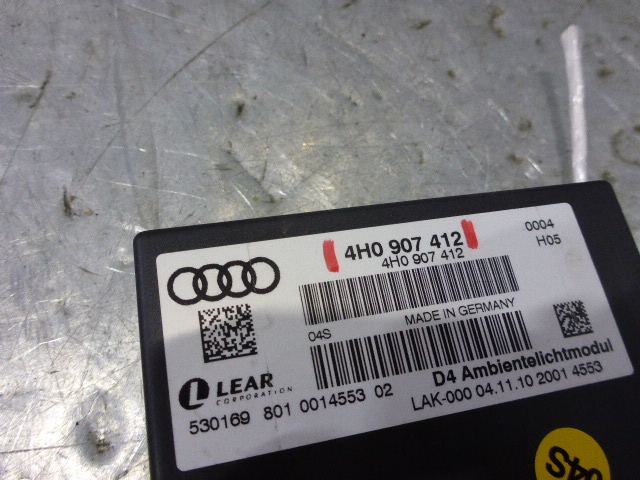 4H0 907 412
4H0 907 412
0004
H05
04S
MADE IN GERMANY
LEAR
CORPORATION
D4 Ambientelichtmodul
530169 801 0014553 02
LAK-000 04.11.10 2001 4553
04S